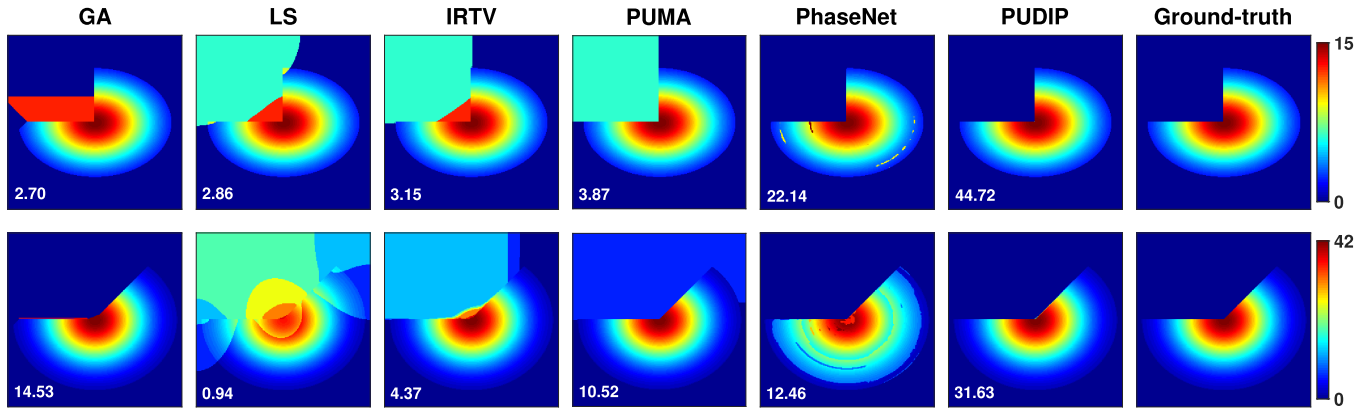 GA LS IRTV PUMA PhaseNet PUDIP Ground-truth
15
2.70 2.86 3.15 3.87 22.14 44.72
0
42
14.53 0.94 4.37 10.52 12.46 31.63
0